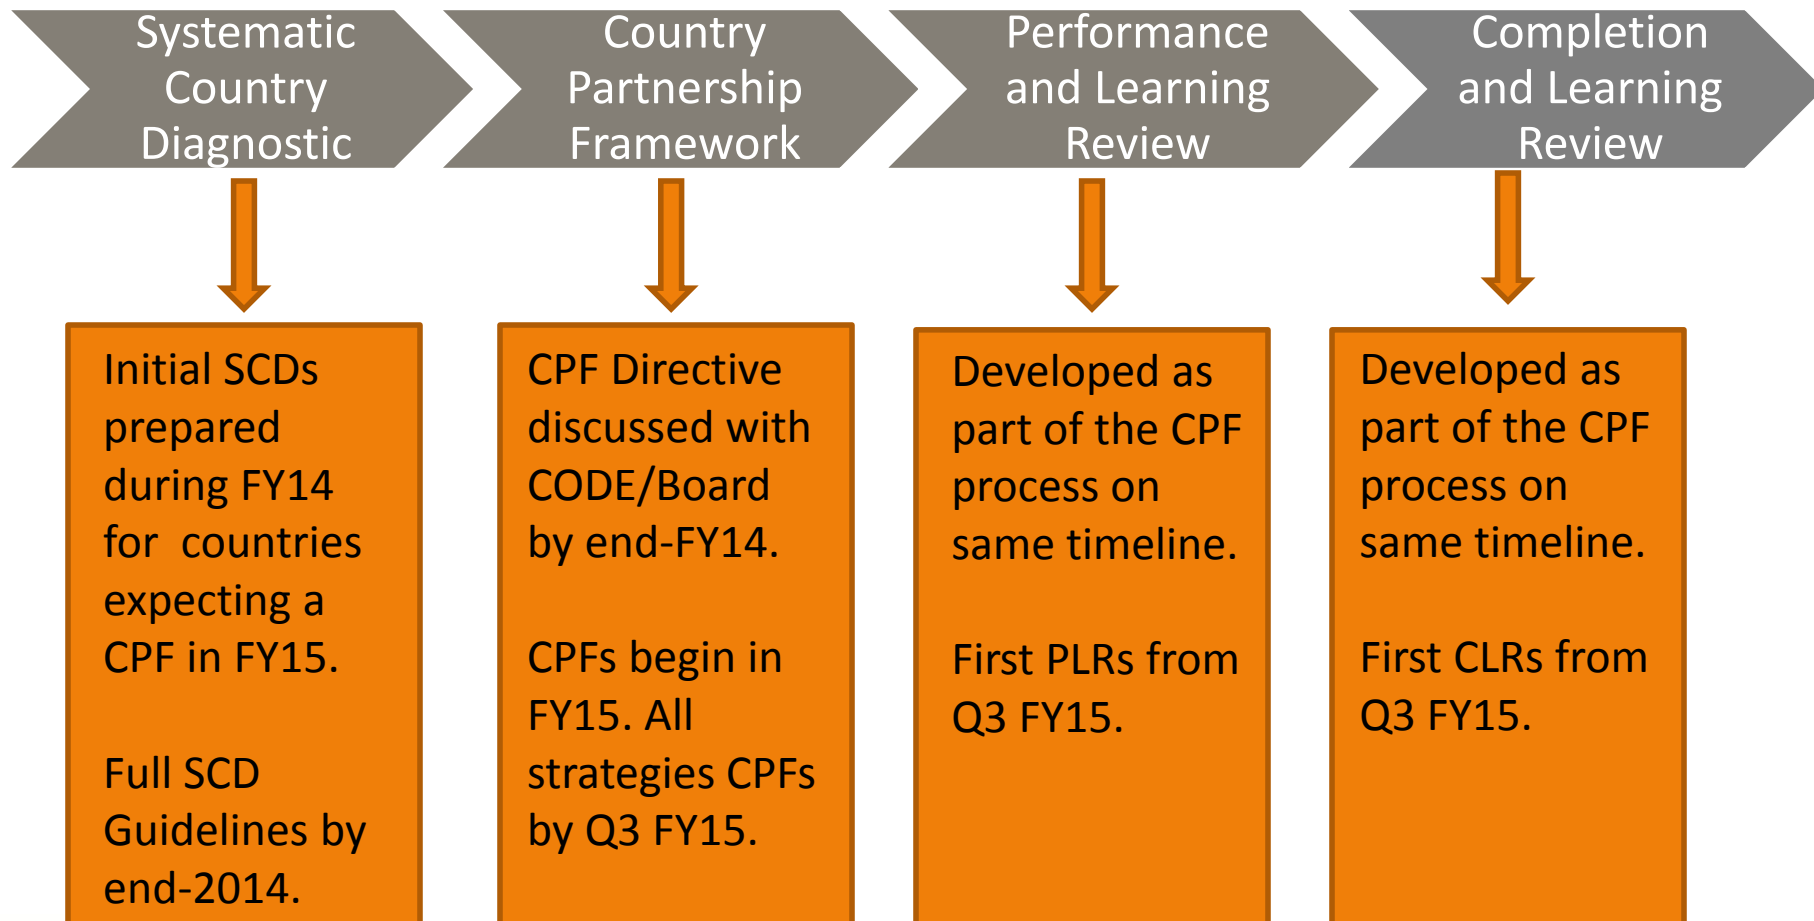 Systematic
Country
Diagnostic
Country
Partnership
Framework
Performance
and Learning
Review
Completion
and Learning
Review
Initial SCDs
prepared
during FY14
for countries
expecting a
CPF in FY15.
Full SCD
Guidelines by
end-2014.
CPF Directive
discussed with
CODE/Board
by end-FY14.
CPFs begin in
FY15. All
strategies CPFs
by Q3 FY15.
Developed as
part of the CPF
process on
same timeline.
First PLRs from
Q3 FY15.
Developed as
part of the CPF
process on
same timeline.
First CLRs from
Q3 FY15.